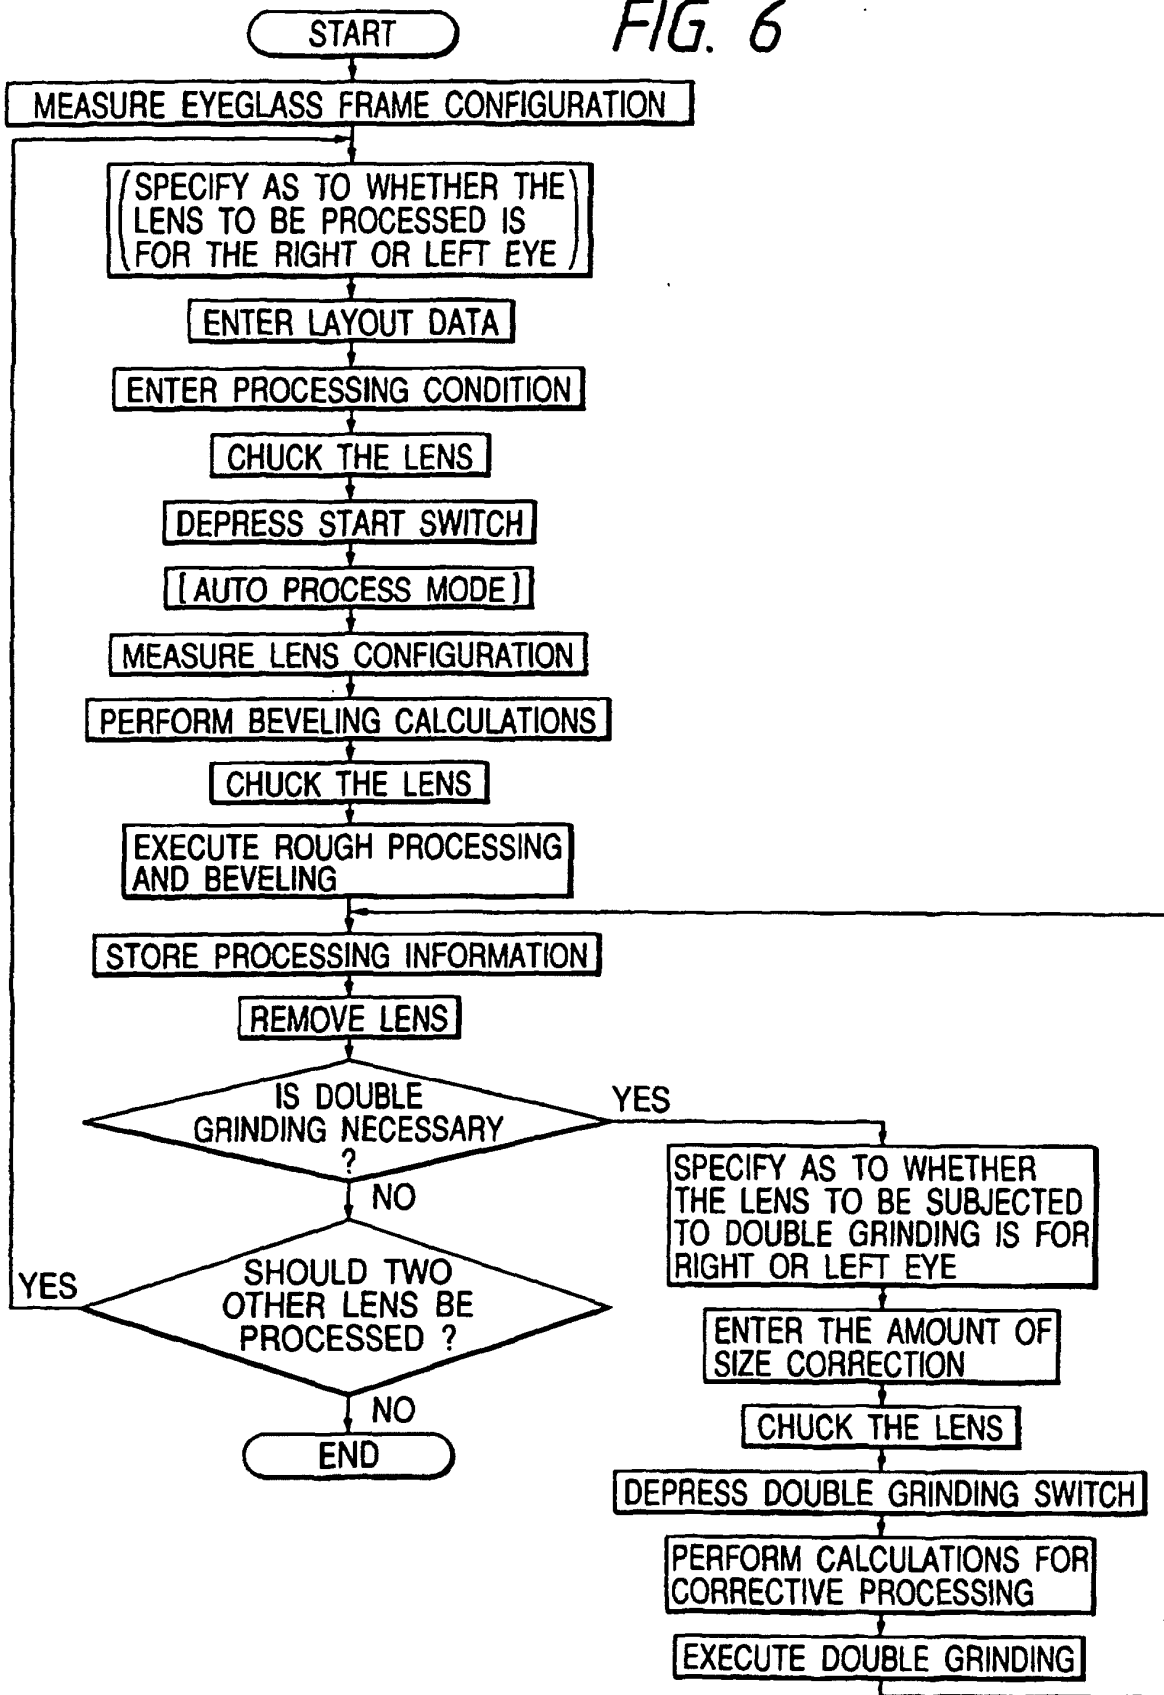 FIG. 6
START
MEASURE EYEGLASS FRAME CONFIGURATION
(SPECIFY AS TO WHETHER THE
LENS TO BE PROCESSED IS
FOR THE RIGHT OR LEFT EYE)
ENTER LAYOUT DATA
ENTER PROCESSING CONDITION
CHUCK THE LENS
DEPRESS START SWITCH
[AUTO PROCESS MODE]
MEASURE LENS CONFIGURATION
PERFORM BEVELING CALCULATIONS
CHUCK THE LENS
EXECUTE ROUGH PROCESSING
AND BEVELING
STORE PROCESSING INFORMATION
REMOVE LENS
IS DOUBLE
GRINDING NECESSARY
?
YES
NO
SHOULD TWO
OTHER LENS BE
PROCESSED ?
YES
NO
END
SPECIFY AS TO WHETHER
THE LENS TO BE SUBJECTED
TO DOUBLE GRINDING IS FOR
RIGHT OR LEFT EYE
ENTER THE AMOUNT OF
SIZE CORRECTION
CHUCK THE LENS
DEPRESS DOUBLE GRINDING SWITCH
PERFORM CALCULATIONS FOR
CORRECTIVE PROCESSING
EXECUTE DOUBLE GRINDING